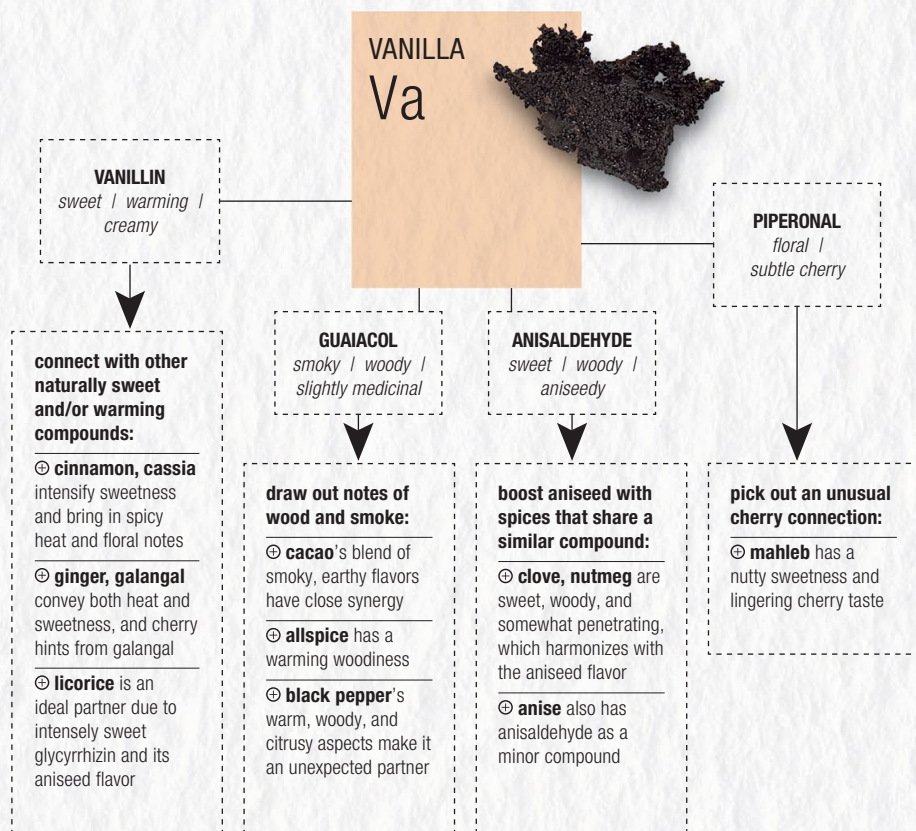 VANILLA
Va
VANILLIN
sweet | warming |
creamy
PIPERONAL
floral |
subtle cherry
GUAIACOL
smoky | woody |
slightly medicinal
ANISALDEHYDE
sweet | woody |
aniseedy
connect with other
naturally sweet
and/or warming
compounds:
⊕ cinnamon, cassia
intensify sweetness
and bring in spicy
heat and floral notes
⊕ ginger, galangal
convey both heat and
sweetness, and cherry
hints from galangal
⊕ licorice is an
ideal partner due to
intensely sweet
glycyrrhizin and its
aniseed flavor
draw out notes of
wood and smoke:
⊕ cacao's blend of
smoky, earthy flavors
have close synergy
⊕ allspice has a
warming woodiness
⊕ black pepper's
warm, woody, and
citrusy aspects make it
an unexpected partner
boost aniseed with
spices that share a
similar compound:
⊕ clove, nutmeg are
sweet, woody, and
somewhat penetrating,
which harmonizes with
the aniseed flavor
⊕ anise also has
anisaldehyde as a
minor compound
pick out an unusual
cherry connection:
⊕ mahleb has a
nutty sweetness and
lingering cherry taste